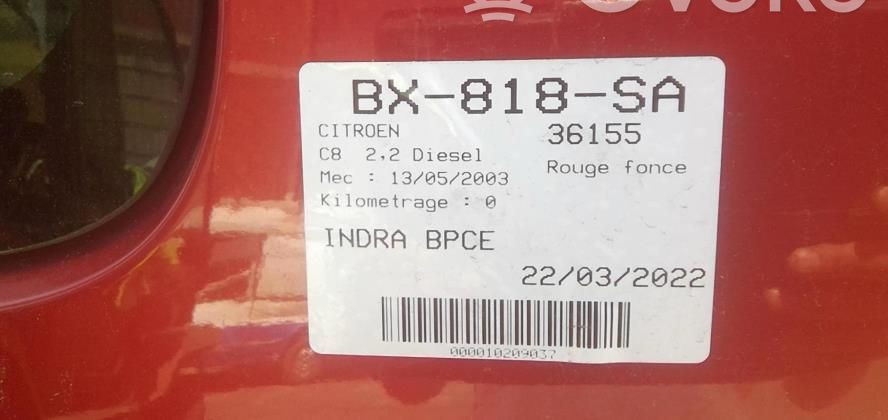 BX-818-SA
CITROEN 36155
C8 2,2 Diesel
Rouge fonce
Mec : 13/05/2003
Kilometrage : 0
INDRA BPCE
22/03/2022
000010209037